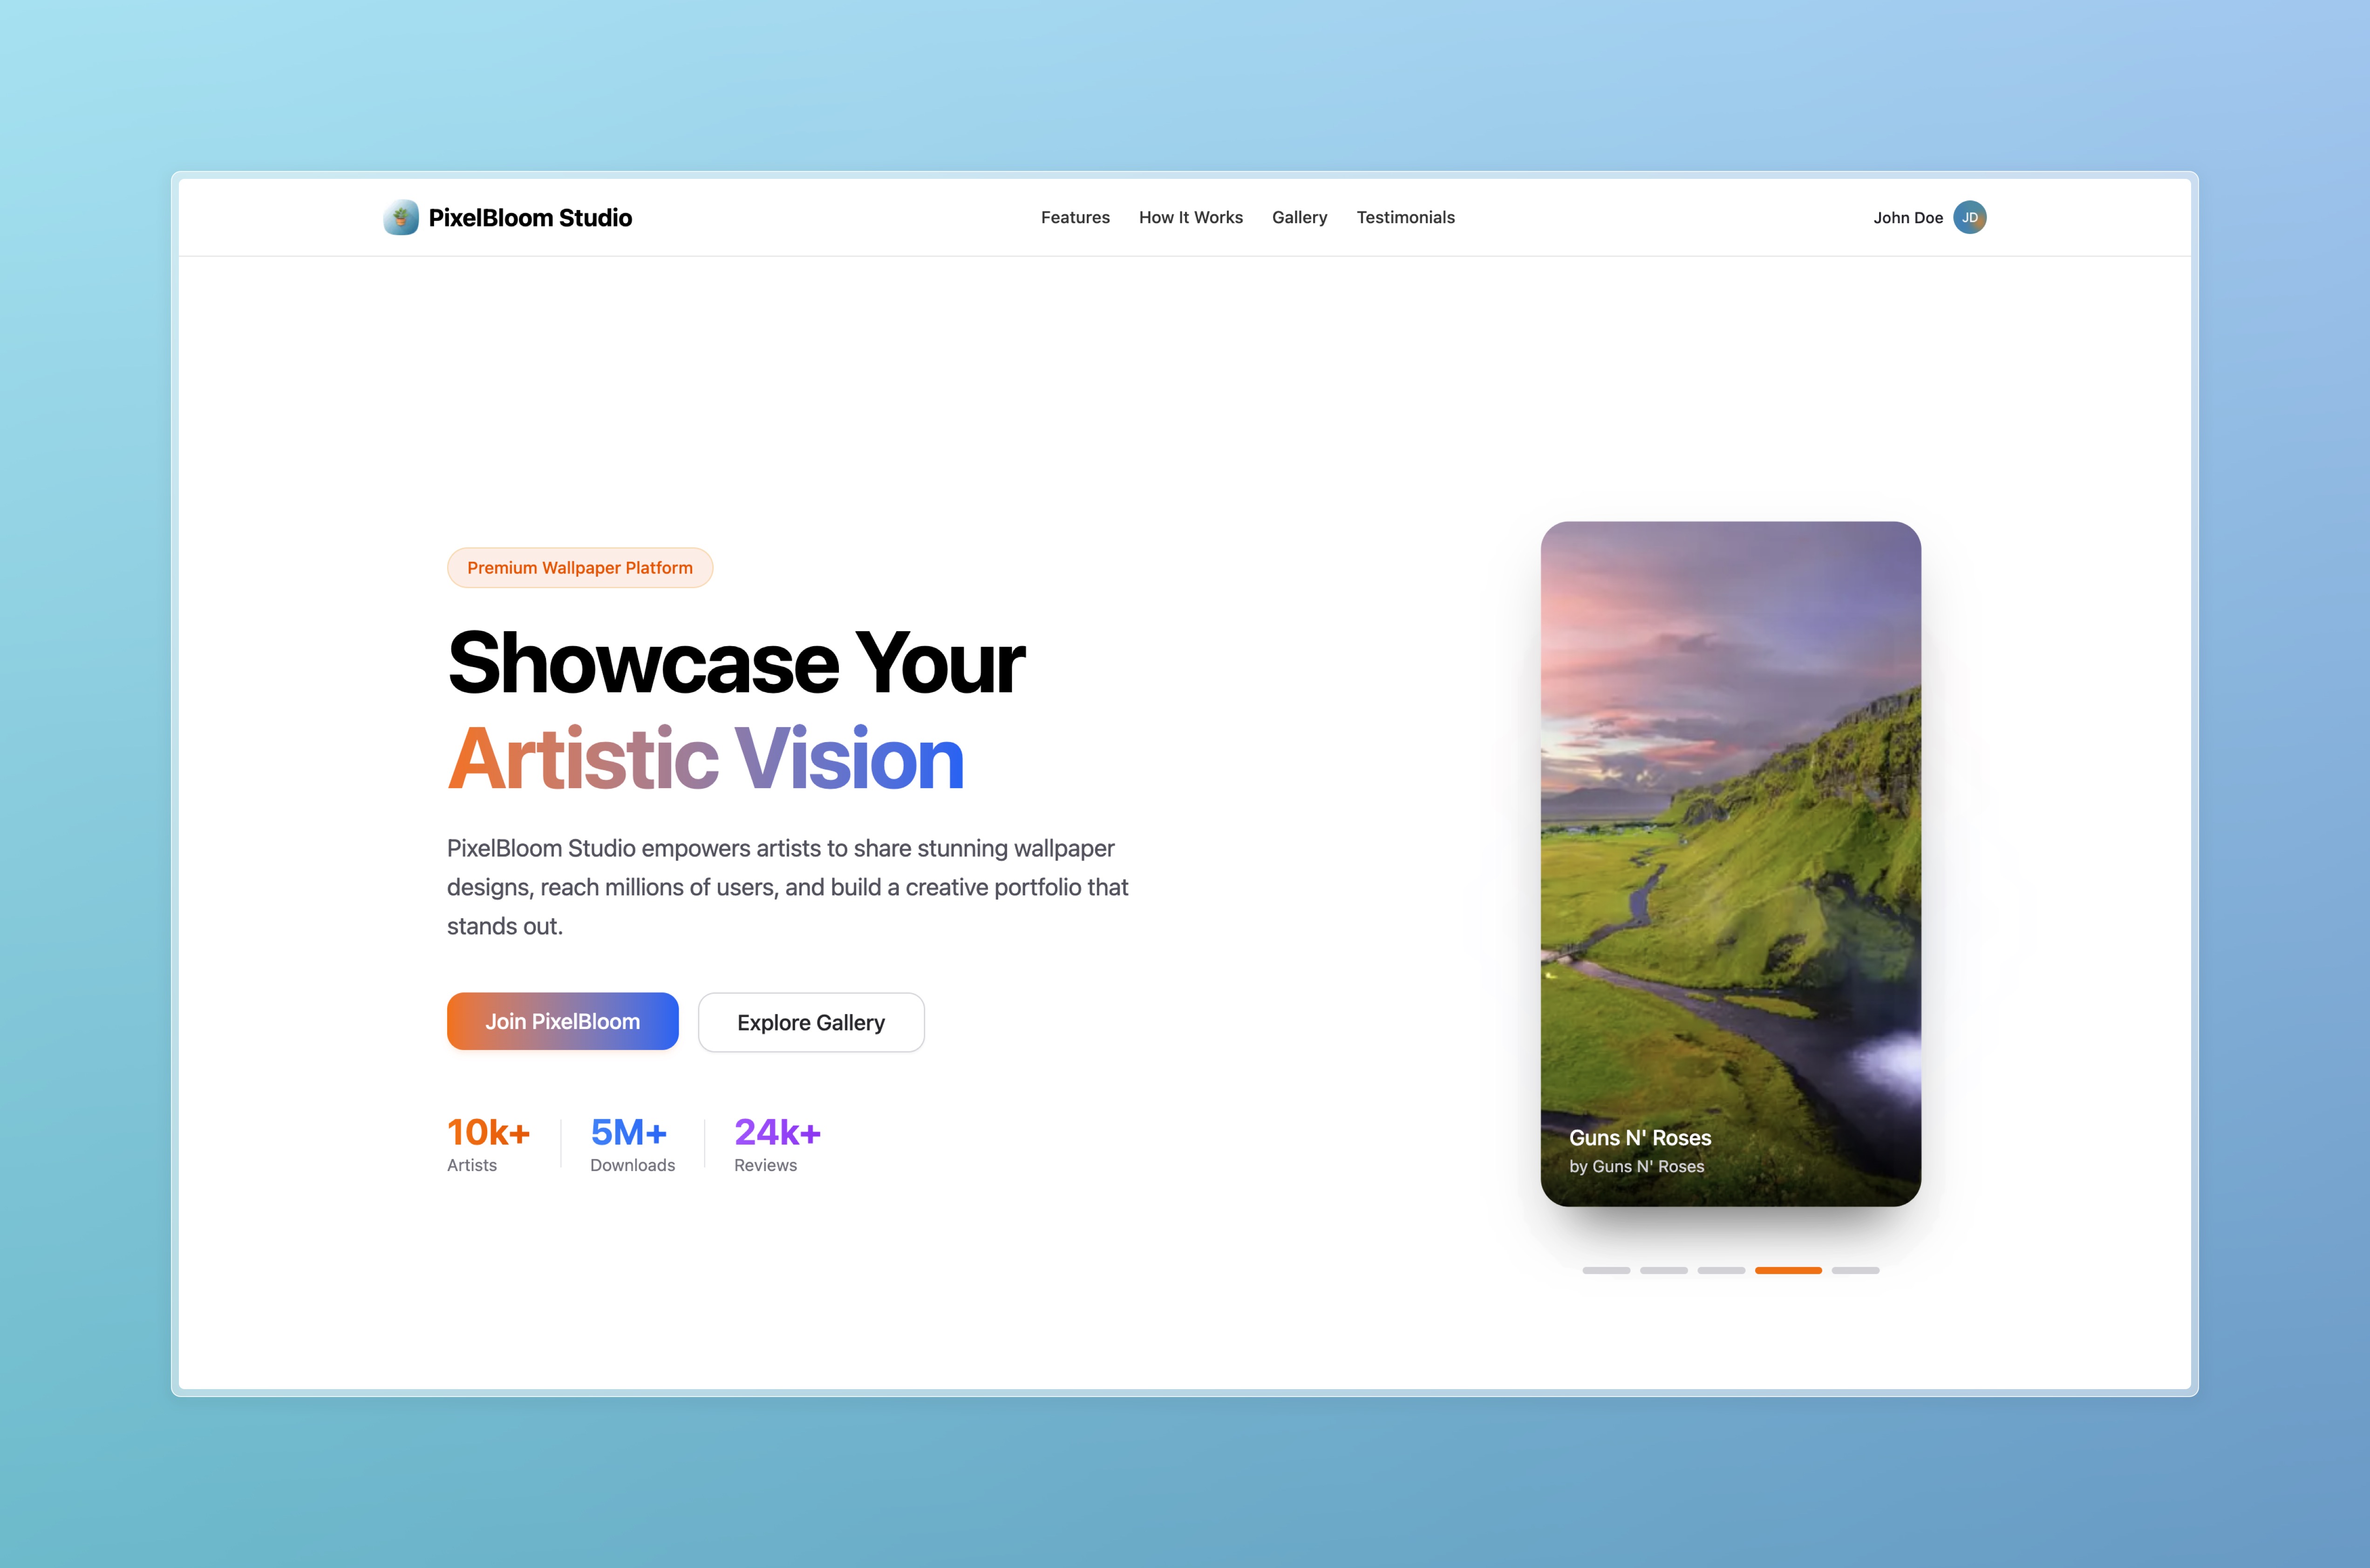 PixelBloom Studio
Features
How It Works
Gallery
Testimonials
John Doe
JD
Premium Wallpaper Platform
Showcase Your
Artistic Vision
PixelBloom Studio empowers artists to share stunning wallpaper
designs, reach millions of users, and build a creative portfolio that
stands out.
Join PixelBloom
Explore Gallery
10k+
Artists
5M+
Downloads
24k+
Reviews
Guns N' Roses
by Guns N' Roses